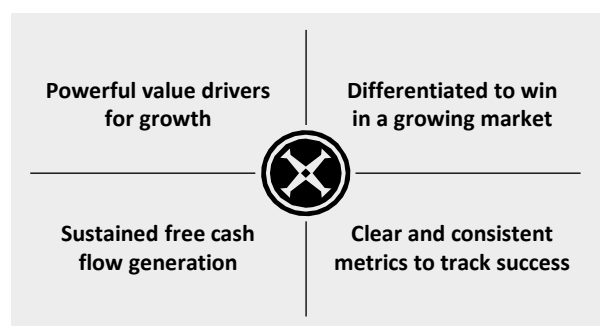 Powerful value drivers
for growth
Differentiated to win
in a growing market
Sustained free cash
flow generation
Clear and consistent
metrics to track success